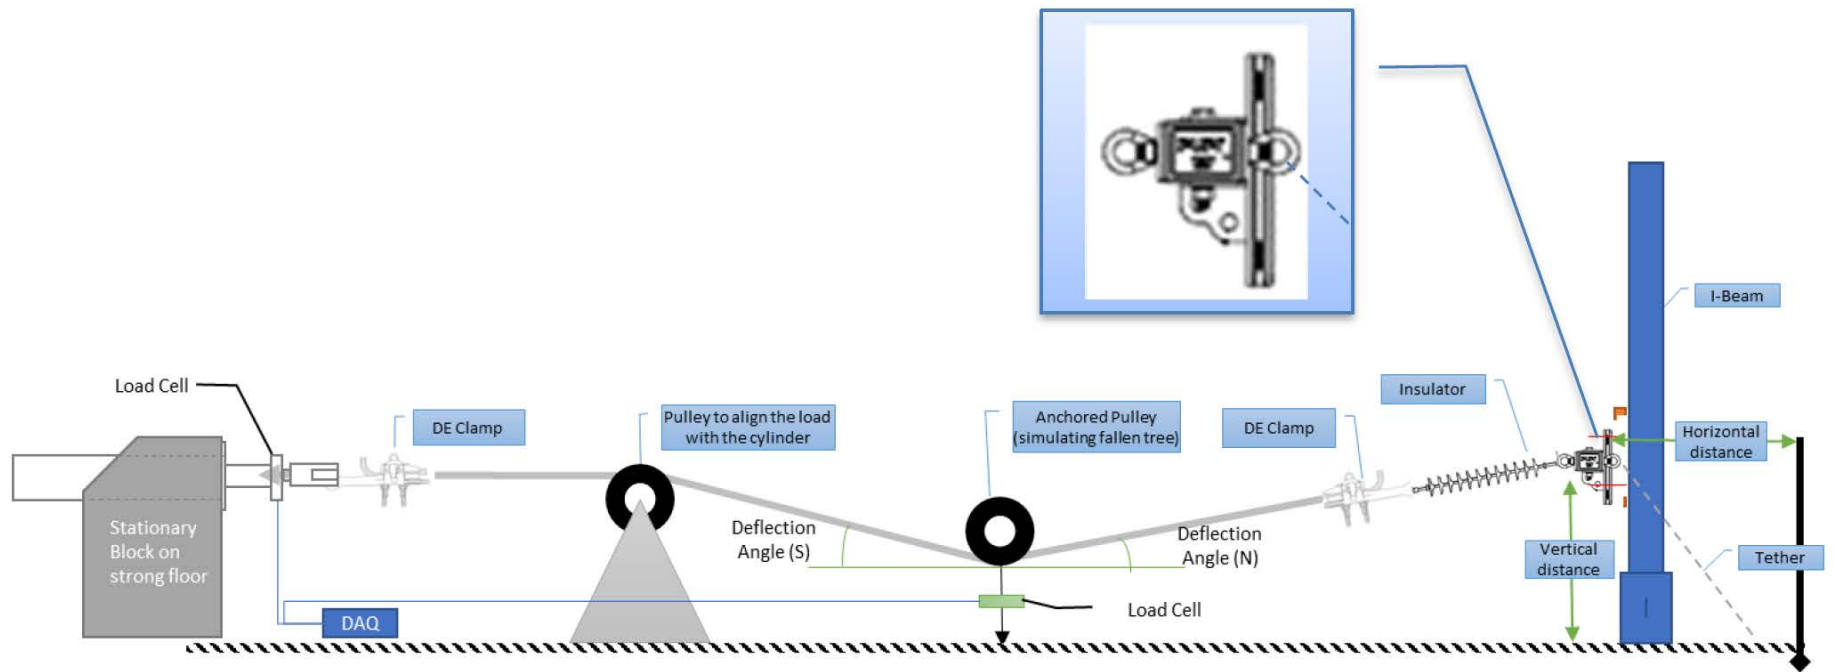 I-Beam
Load Cell
DE Clamp
Pulley to align the load
with the cylinder
Anchored Pulley
(simulating fallen tree)
DE Clamp
Insulator
Horizontal
distance
Stationary
Block on
strong floor
Deflection
Angle (S)
Deflection
Angle (N)
Vertical
distance
Tether
Load Cell
DAQ